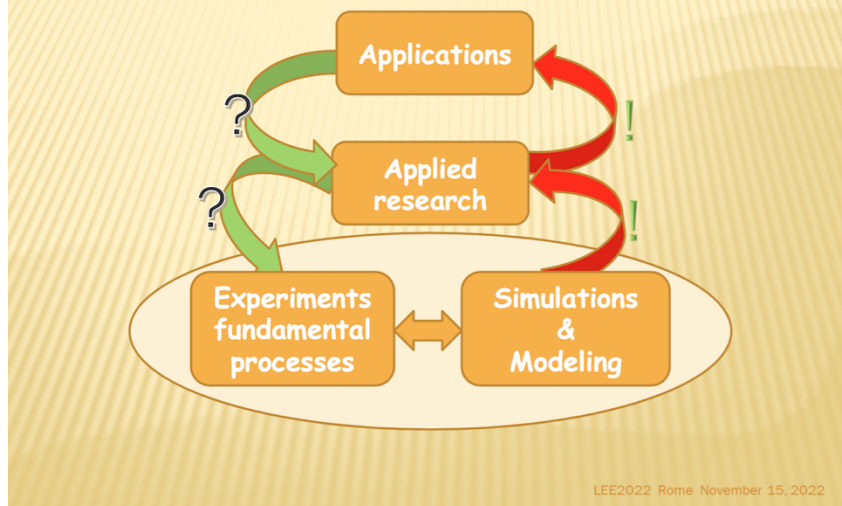 Applications
?
!
Applied
research
?
!
Experiments
fundamental
processes
Simulations
&
Modeling
LEE2022 Rome November 15, 2022